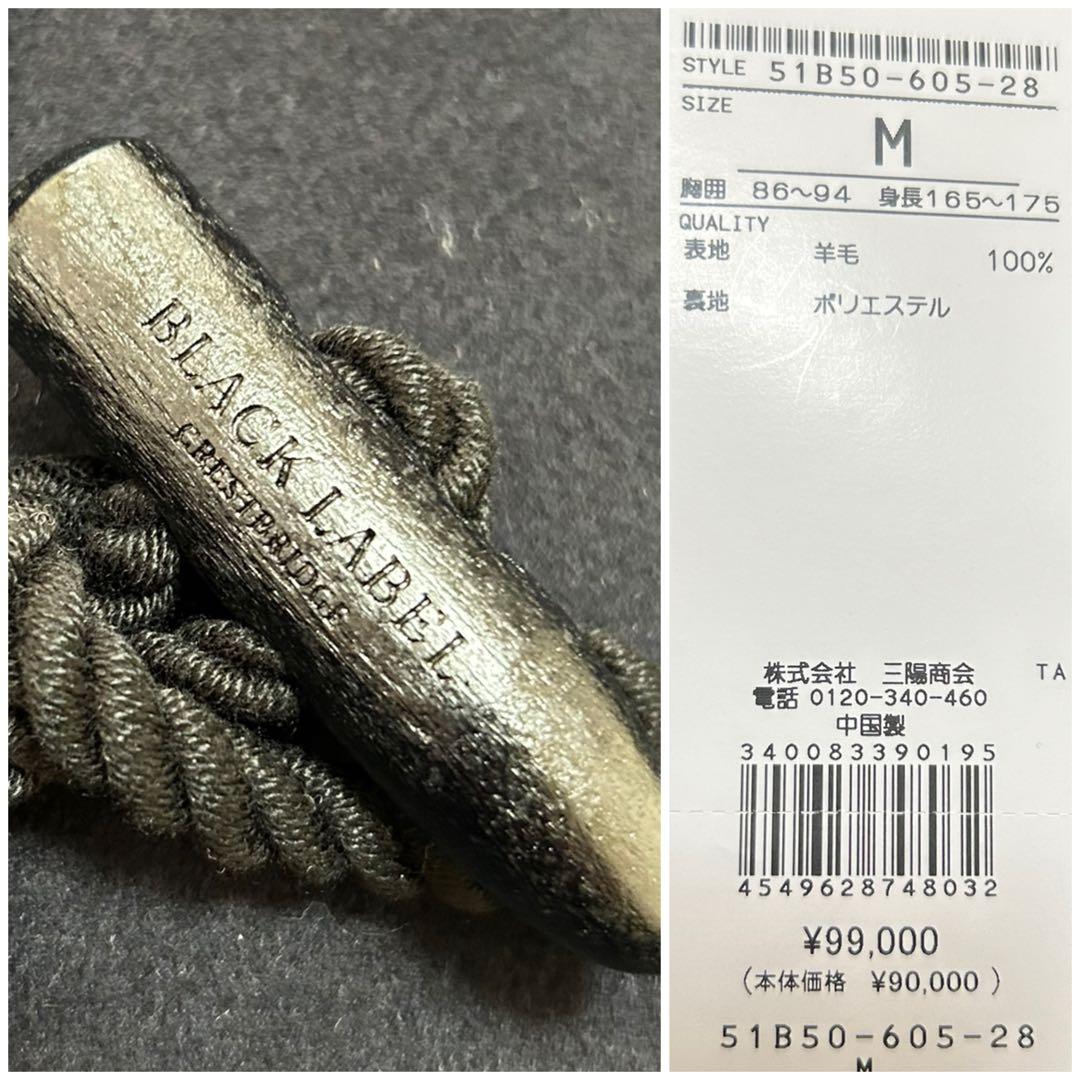 BLACK LABEL
CRESTBRIDGE
STYLE 51B50-605-28
SIZE
M
胸囲 86～94 身長165～175
QUALITY
表地 羊毛 100%
裏地 ポリエステル
株式会社 三陽商会 TA
電話 0120-340-460
中国製
3400833390195
4549628748032
¥99,000
(本体価格 ¥90,000 )
51B50-605-28
M